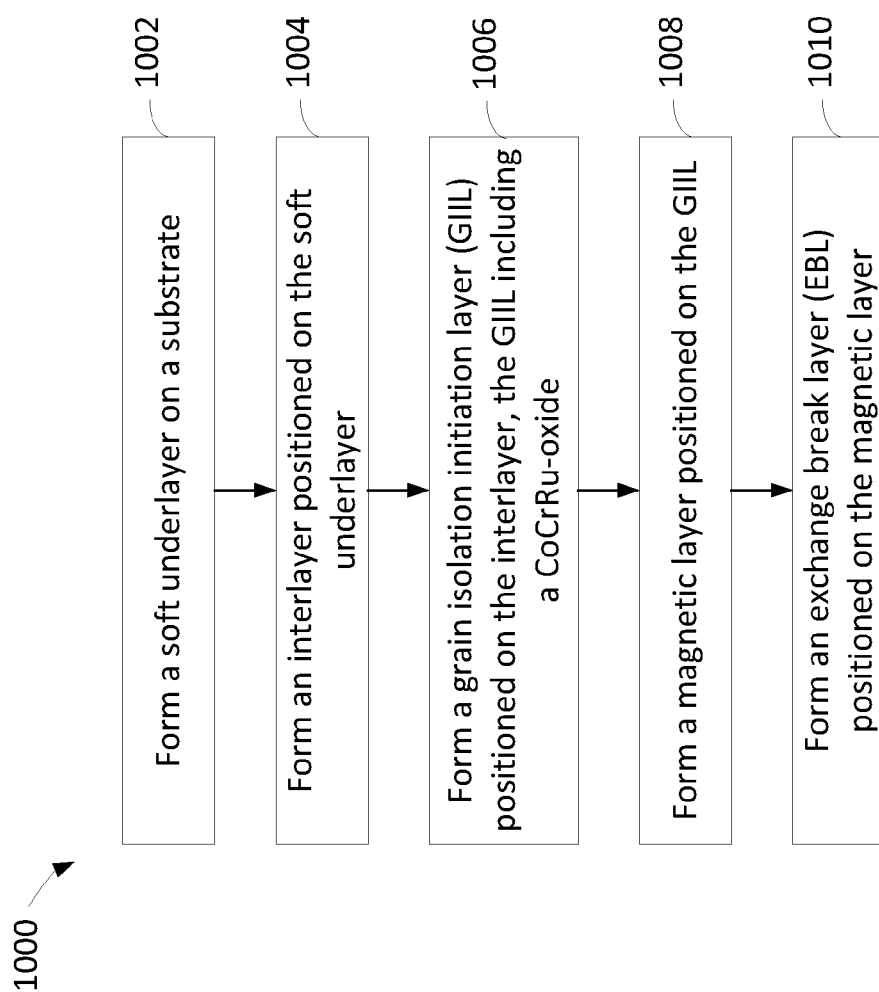 1000
1002
Form a soft underlayer on a substrate
1004
Form an interlayer positioned on the soft
underlayer
1006
Form a grain isolation initiation layer (GIIL)
positioned on the interlayer, the GIIL including
a CoCrRu-oxide
1008
Form a magnetic layer positioned on the GIIL
1010
Form an exchange break layer (EBL)
positioned on the magnetic layer